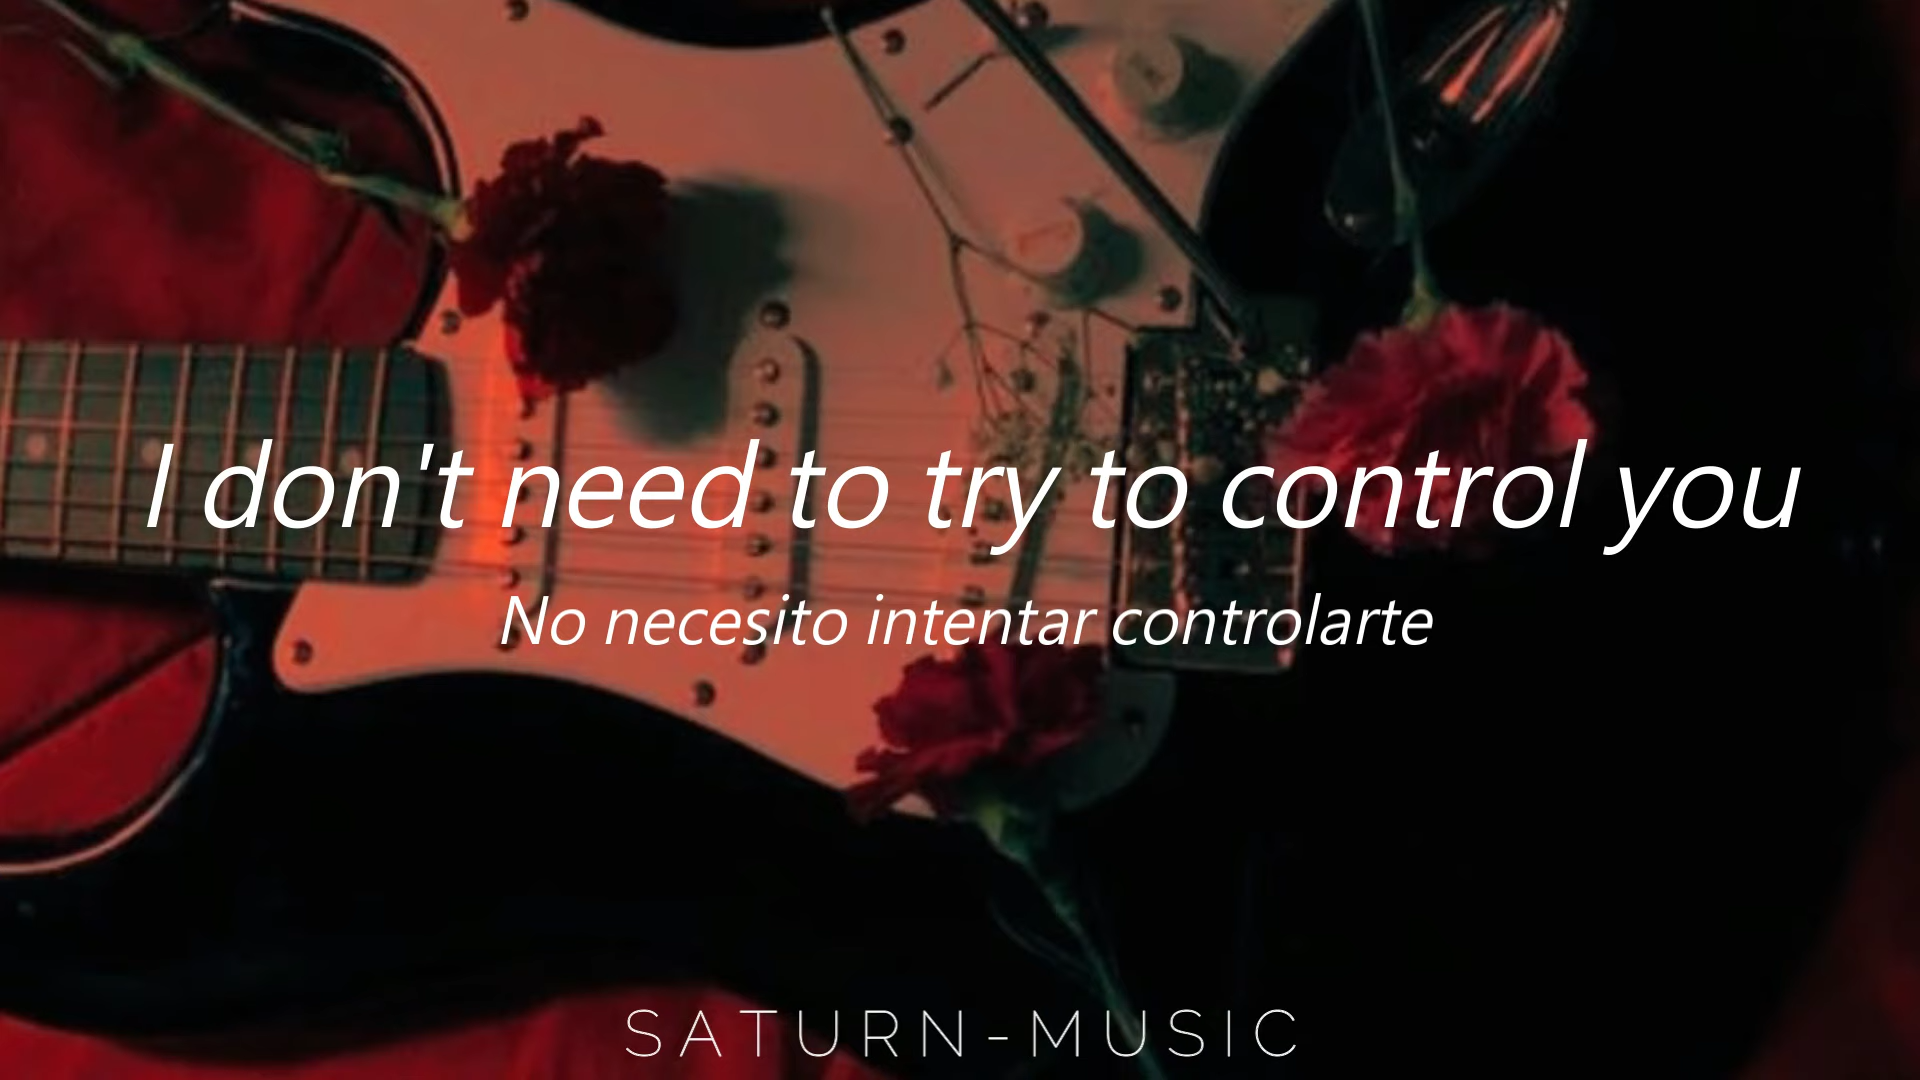 I don't need to try to control you
No necesito intentar controlarte
SATURN-MUSIC